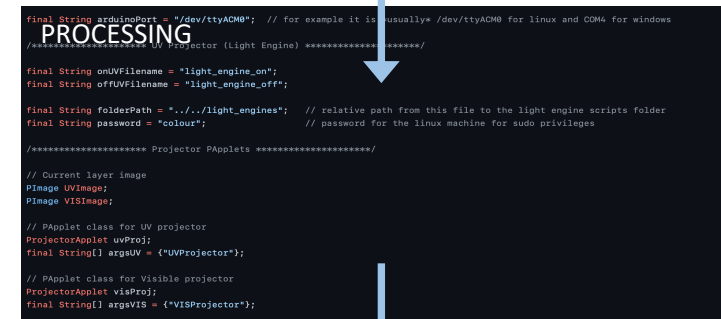 final String arduinoPort = "/dev/ttyACM0";  // for example it is *usually* /dev/ttyACM0 for linux and COM4 for windows
PROCESSING
/********************* UV Projector (Light Engine) *********************/
final String onUVFilename = "light_engine_on";
final String offUVFilename = "light_engine_off";
final String folderPath = "../../light_engines";   // relative path from this file to the light engine scripts folder
final String password = "colour";                  // password for the linux machine for sudo privileges
/********************* Projector PApplets *********************/
// Current layer image
PImage UVImage;
PImage VISImage;
// PApplet class for UV projector
ProjectorApplet uvProj;
final String[] argsUV = {"UVProjector"};
// PApplet class for Visible projector
ProjectorApplet visProj;
final String[] argsVIS = {"VISProjector"};